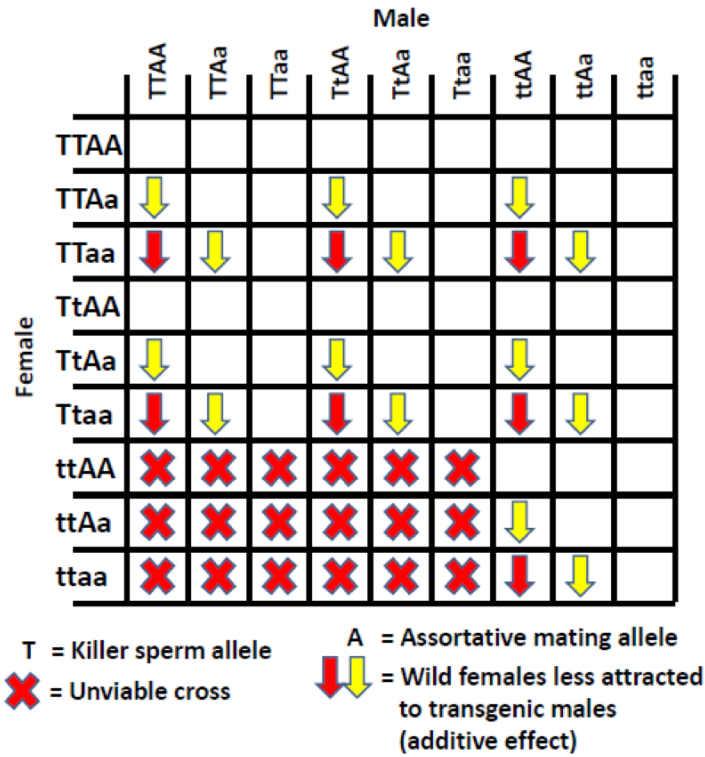 Male
TTAA TTAa TTaa TtAA TtAa Ttaa ttAA ttAa ttaa
Female
TTAA
TTAa
TTaa
TtAA
TtAa
Ttaa
ttAA
ttAa
ttaa
T = Killer sperm allele
= Unviable cross
A = Assortative mating allele
= Wild females less attracted
to transgenic males
(additive effect)